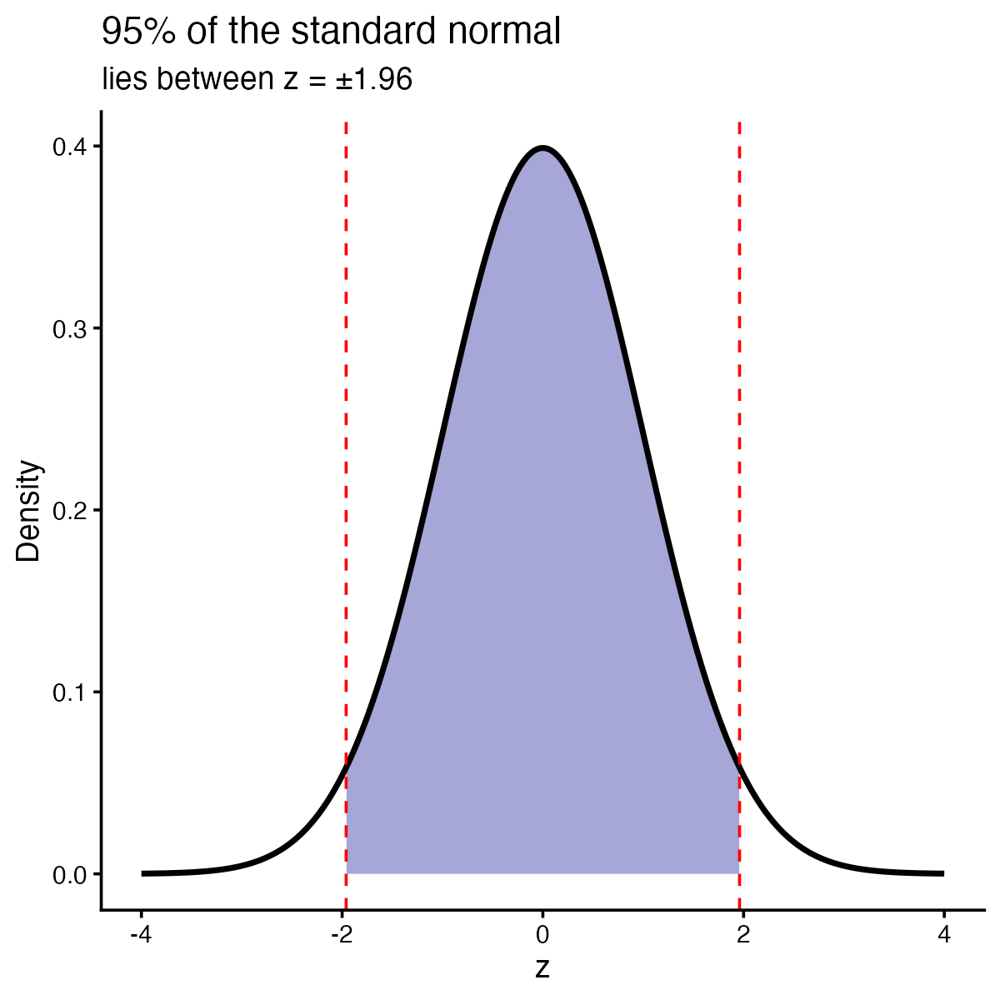 95% of the standard normal
lies between z = ±1.96
Density
0.4
0.3
0.2
0.1
0.0
-4
-2
0
2
4
z